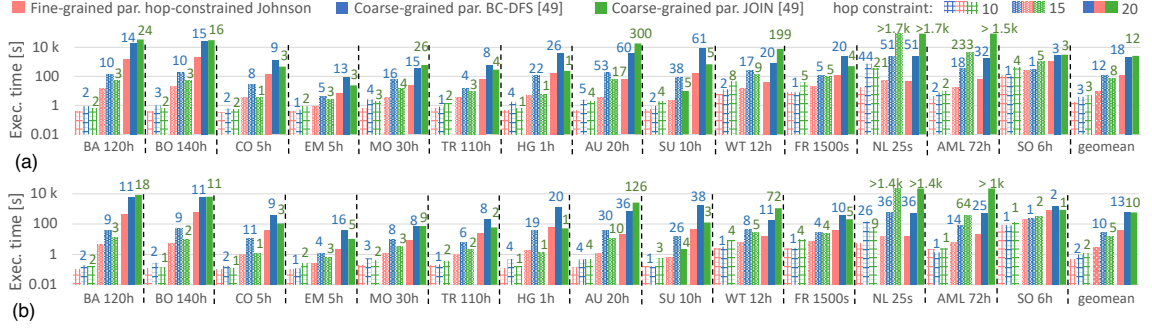 Fine-grained par. hop-constrained Johnson Coarse-grained par. BC-DFS [49] Coarse-grained par. JOIN [49] hop constraint: 10 15 20
Exec. time [s]
10 k
100
1
0.01
2 2 10 3 14 24
3 2 10 3 15 16
2 2 8 1 9 3
1 2 4 3 13 3
4 3 16 4 15 26
1 2 4 3 8 4
4 1 22 6 26 1
5 2 53 17 60 300
2 2 38 5 61 12
2 8 17 9 20 199
3 5 5 5 20 4
44 21 51 >1.7k 51 >1.7k
2 2 18 233 32 >1.5k
1 4 3 1 3 3
3 3 12 8 18 12
BA 120h BO 140h CO 5h EM 5h MO 30h TR 110h HG 1h AU 20h SU 10h WT 12h FR 1500s NL 25s AML 72h SO 6h geomean
(a)
Exec. time [s]
10 k
100
1
0.01
2 2 9 3 11 18
2 1 9 2 11 11
2 1 11 1 9 3
1 2 4 3 16 5
3 2 8 3 8 9
1 2 6 2 8 2
4 1 19 1 20 1
4 4 30 10 36 126
1 3 26 4 38 3
1 4 8 5 11 72
1 4 3 4 10 5
26 9 36 >1.4k 36 >1.4k
1 1 14 64 25 >1k
1 1 3 2 2 1
2 2 10 5 13 10
BA 120h BO 140h CO 5h EM 5h MO 30h TR 110h HG 1h AU 20h SU 10h WT 12h FR 1500s NL 25s AML 72h SO 6h geomean
(b)